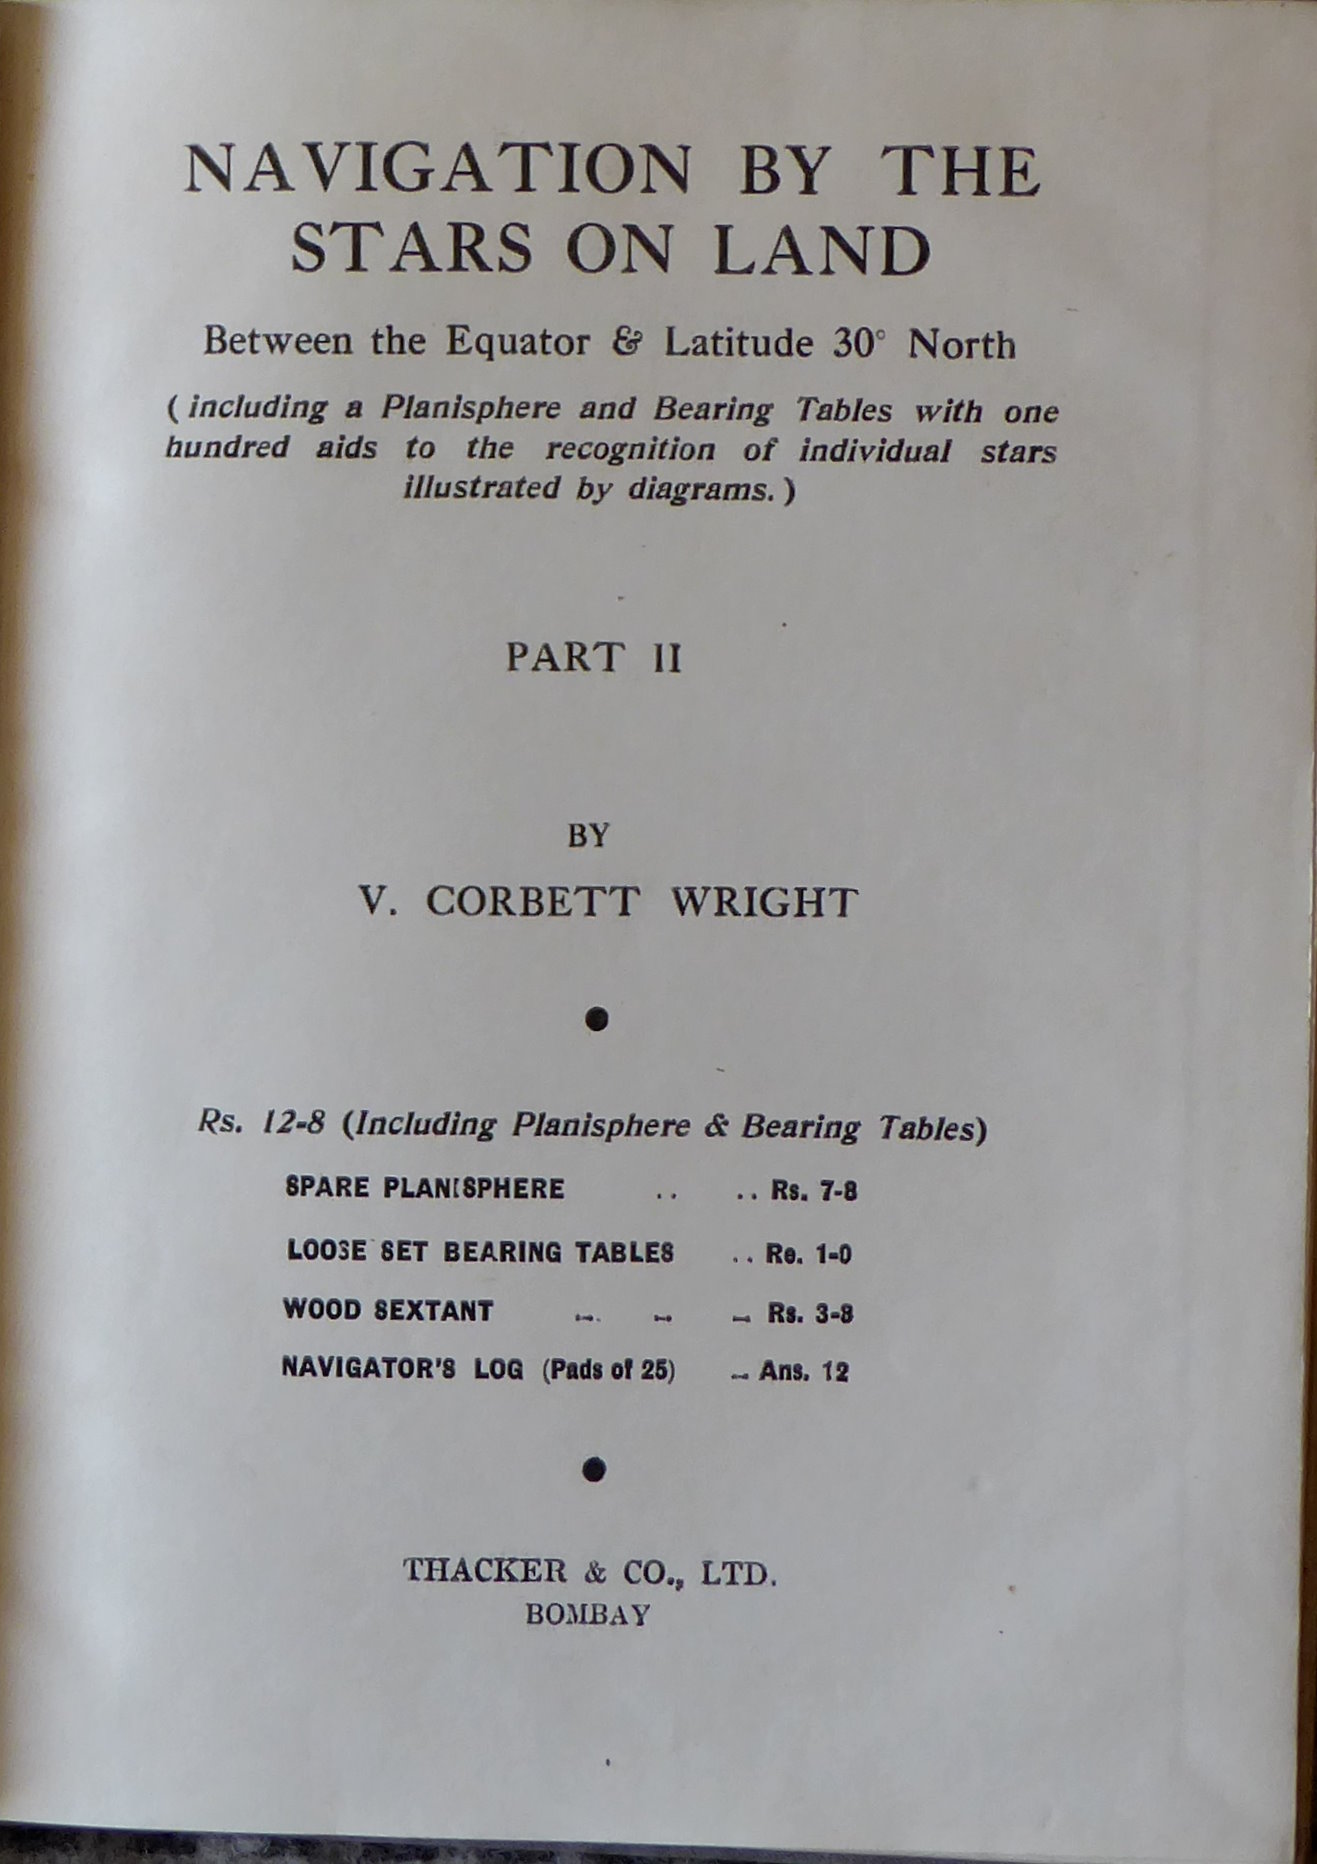 NAVIGATION BY THE
STARS ON LAND
Between the Equator & Latitude 30° North
( including a Planisphere and Bearing Tables with one
hundred aids to the recognition of individual stars
illustrated by diagrams. )
PART II
BY
V. CORBETT WRIGHT
●
Rs. 12-8 (Including Planisphere & Bearing Tables)
SPARE PLANISPHERE .. .. Rs. 7-8
LOOSE SET BEARING TABLES .. Re. 1-0
WOOD SEXTANT .. .. .. Rs. 3-8
NAVIGATOR'S LOG (Pads of 25) .. Ans. 12
●
THACKER & CO., LTD.
BOMBAY